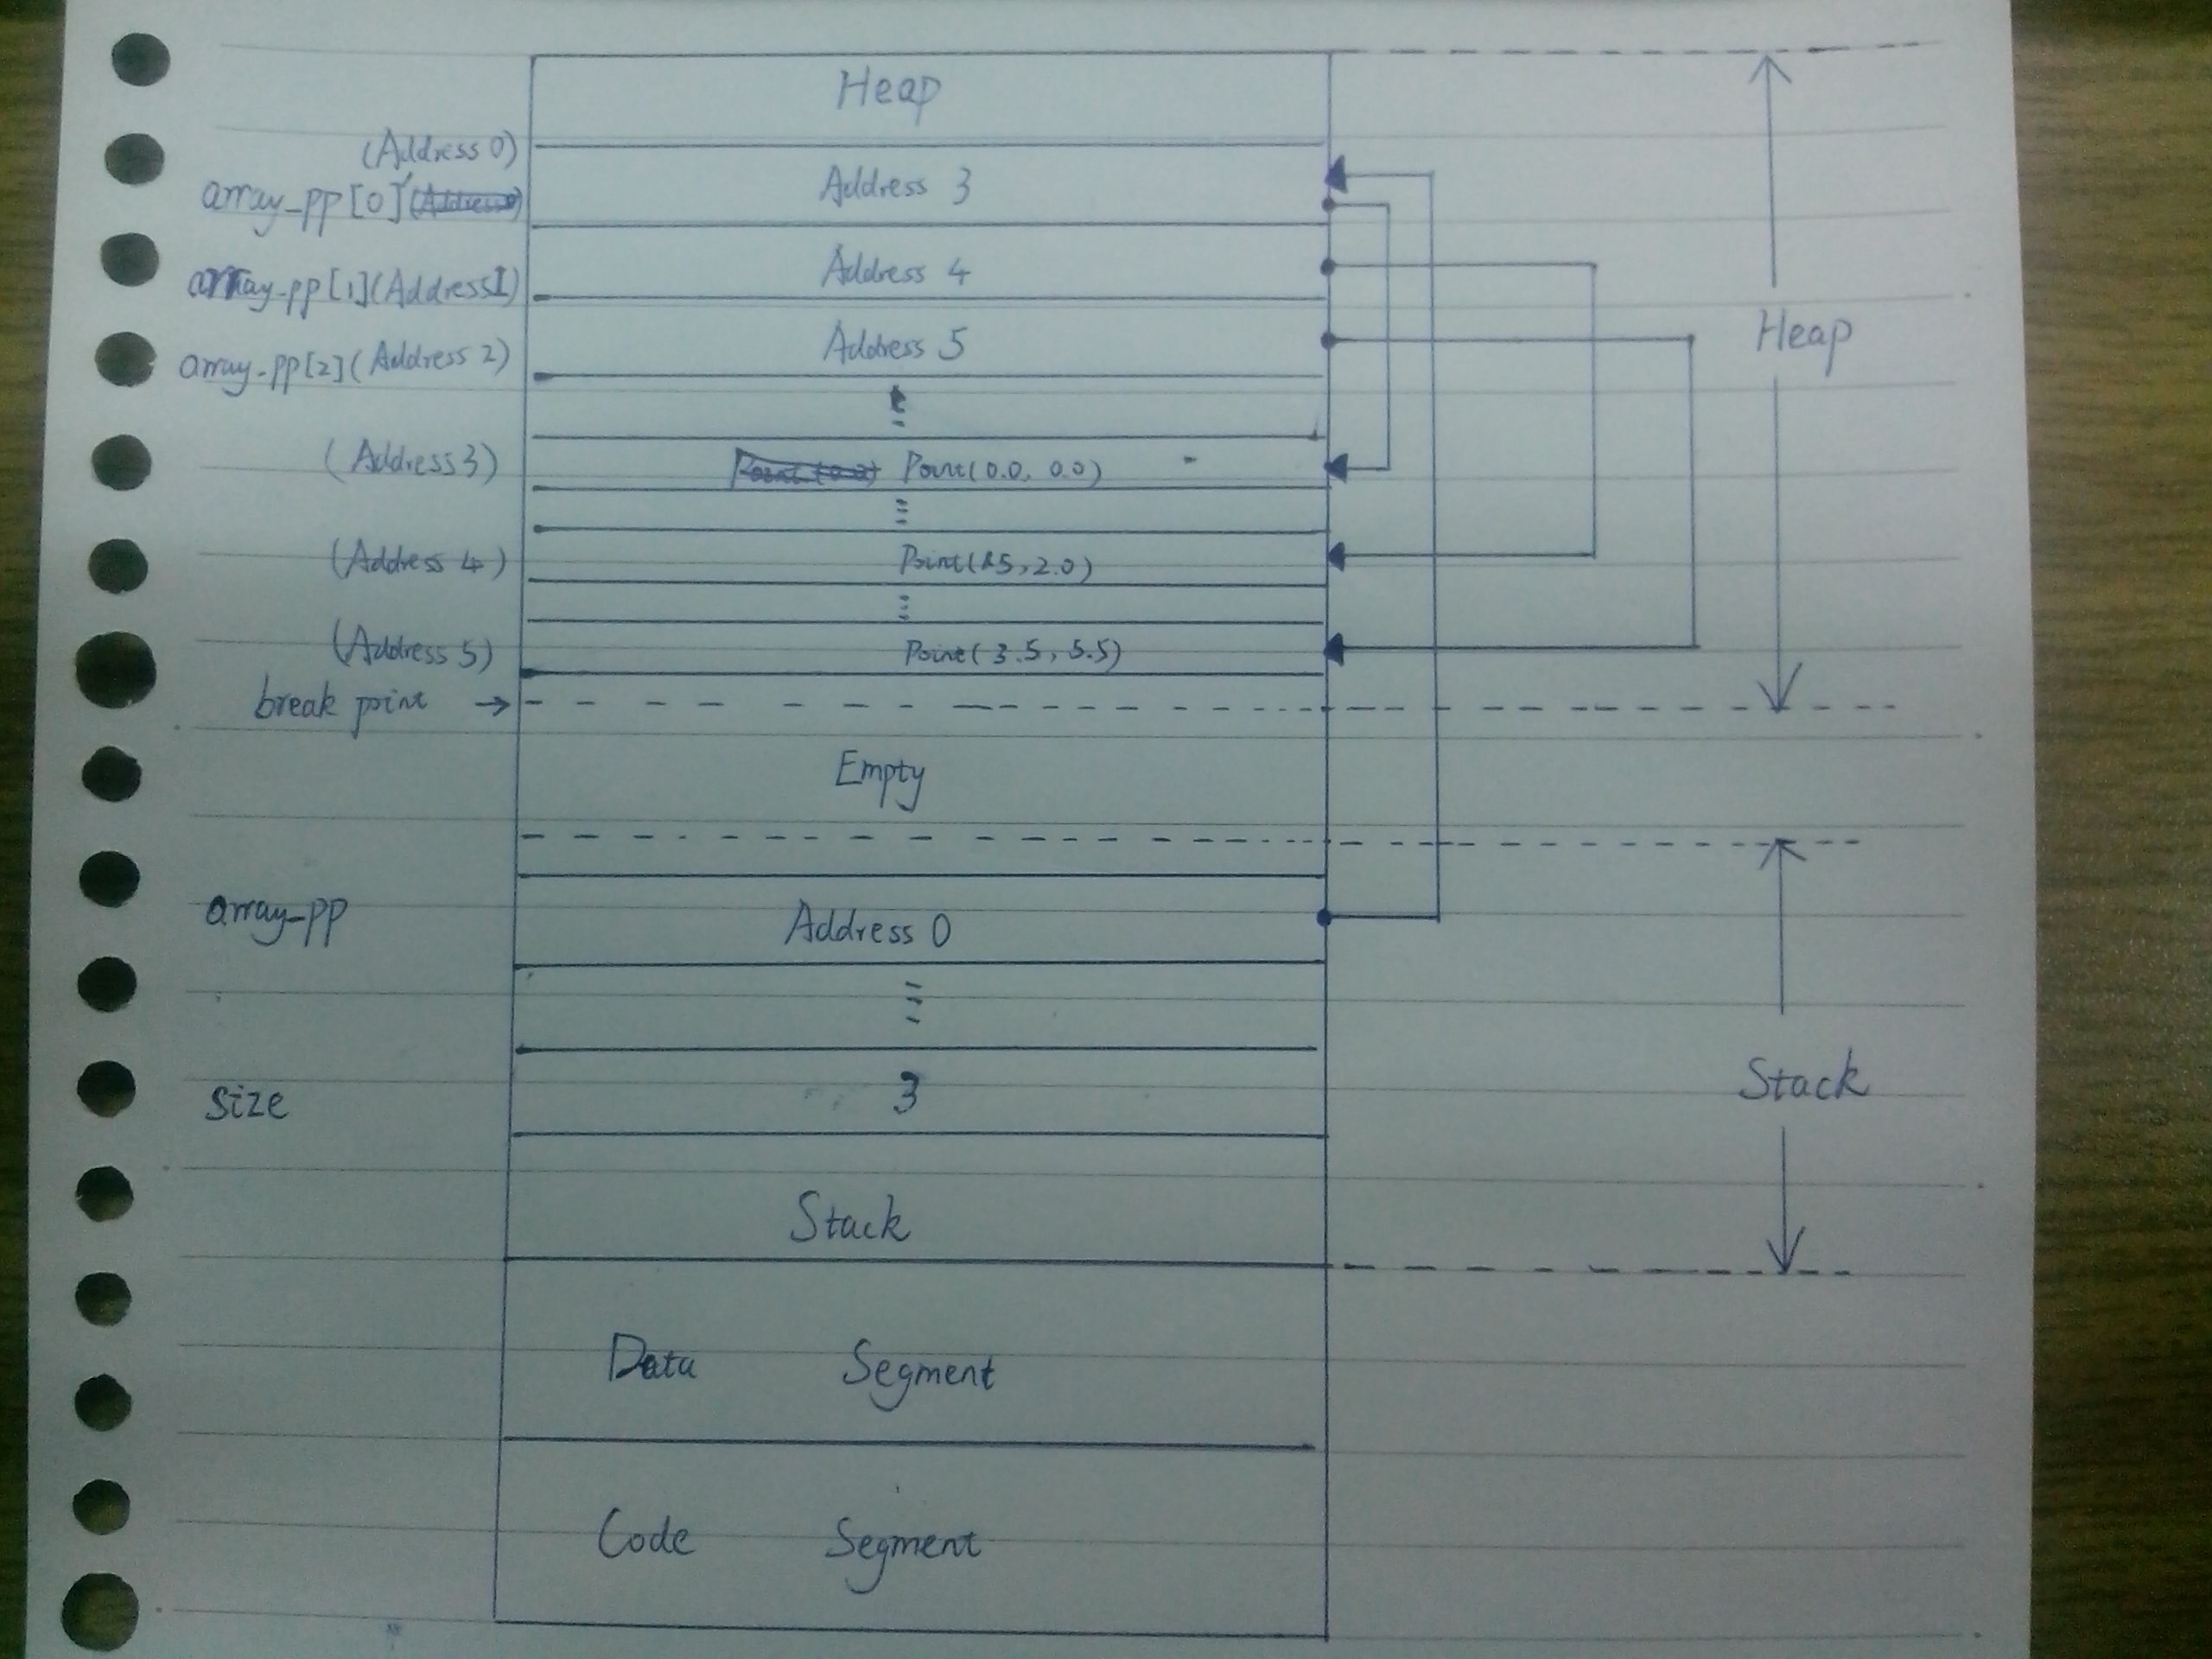 Heap
(Address 0)
array_pp[0] Address 3
array_pp[1](Address1) Address 4
Heap
array_pp[2](Address 2) Address 5
(Address 3) Point(0.0, 0.0)
(Address 4) Point( .5, 2.0)
(Address 5) Point(3.5, 5.5)
break point →
Empty
array_pp Address 0
size 3
Stack
Stack
Data Segment
Code Segment